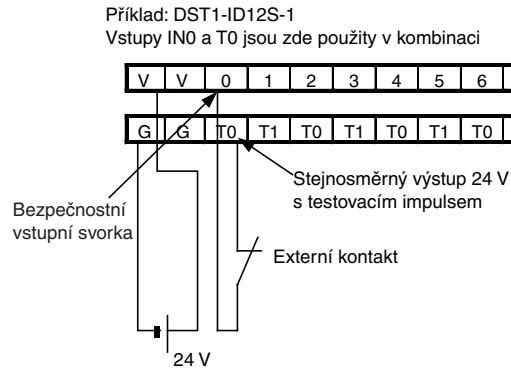 Příklad: DST1-ID12S-1
Vstupy IN0 a T0 jsou zde použity v kombinaci
V V 0 1 2 3 4 5 6
G G T0 T1 T0 T1 T0 T1 T0
Stejnosměrný výstup 24 V
s testovacím impulsem
Bezpečnostní
vstupní svorka
Externí kontakt
24 V